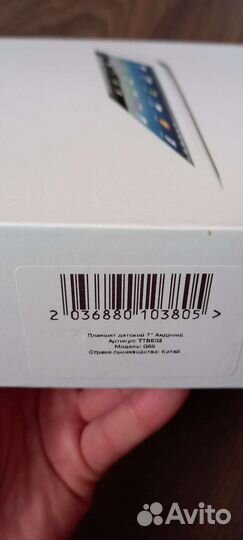 2 036880 103805 >
Планшет детский 7" Андроид
Артикул: TTBE02
Модель: Q88
Страна производства: Китай
Avito